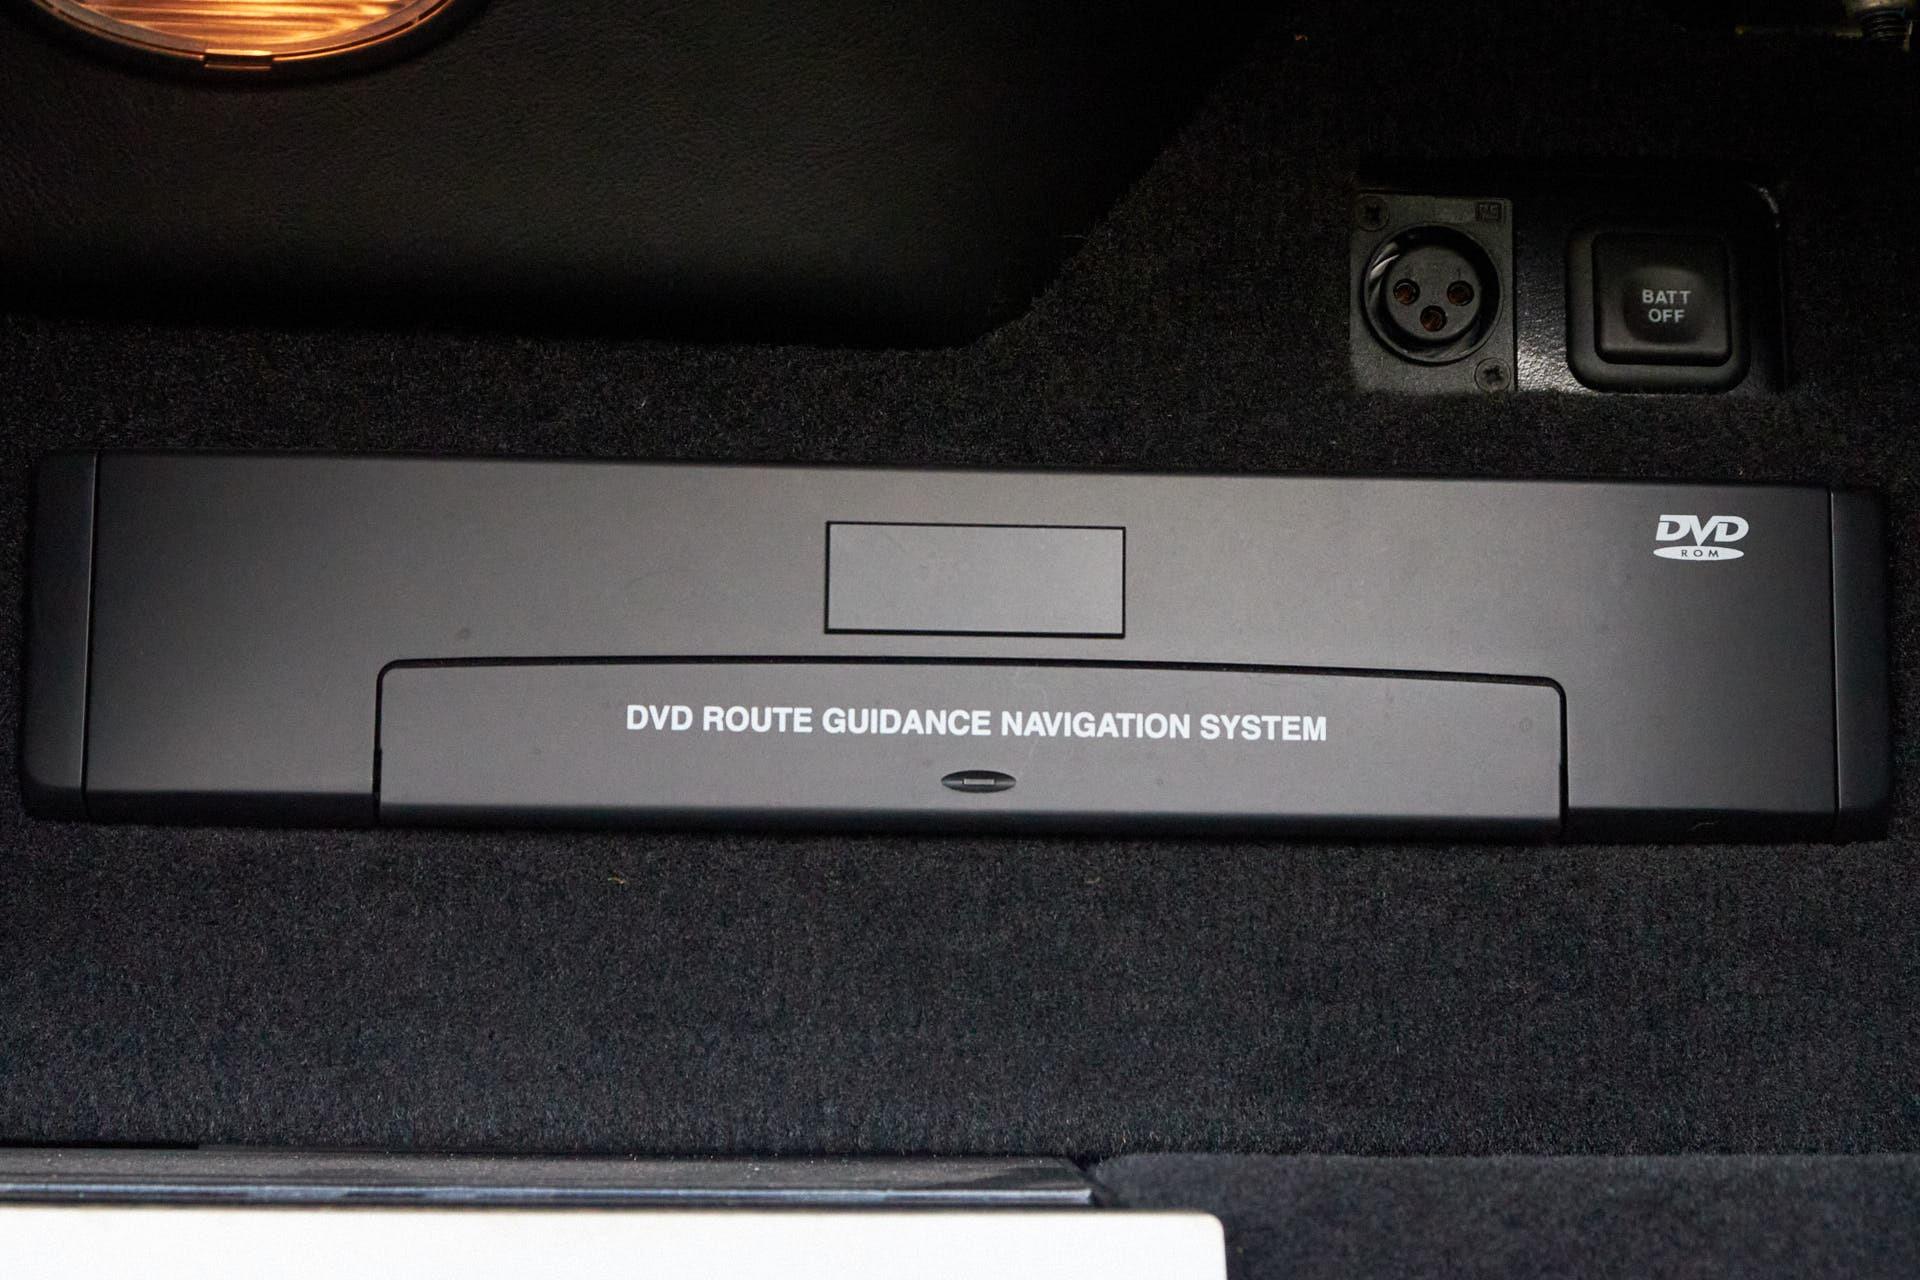 BATT
OFF
DVD
ROM
DVD ROUTE GUIDANCE NAVIGATION SYSTEM